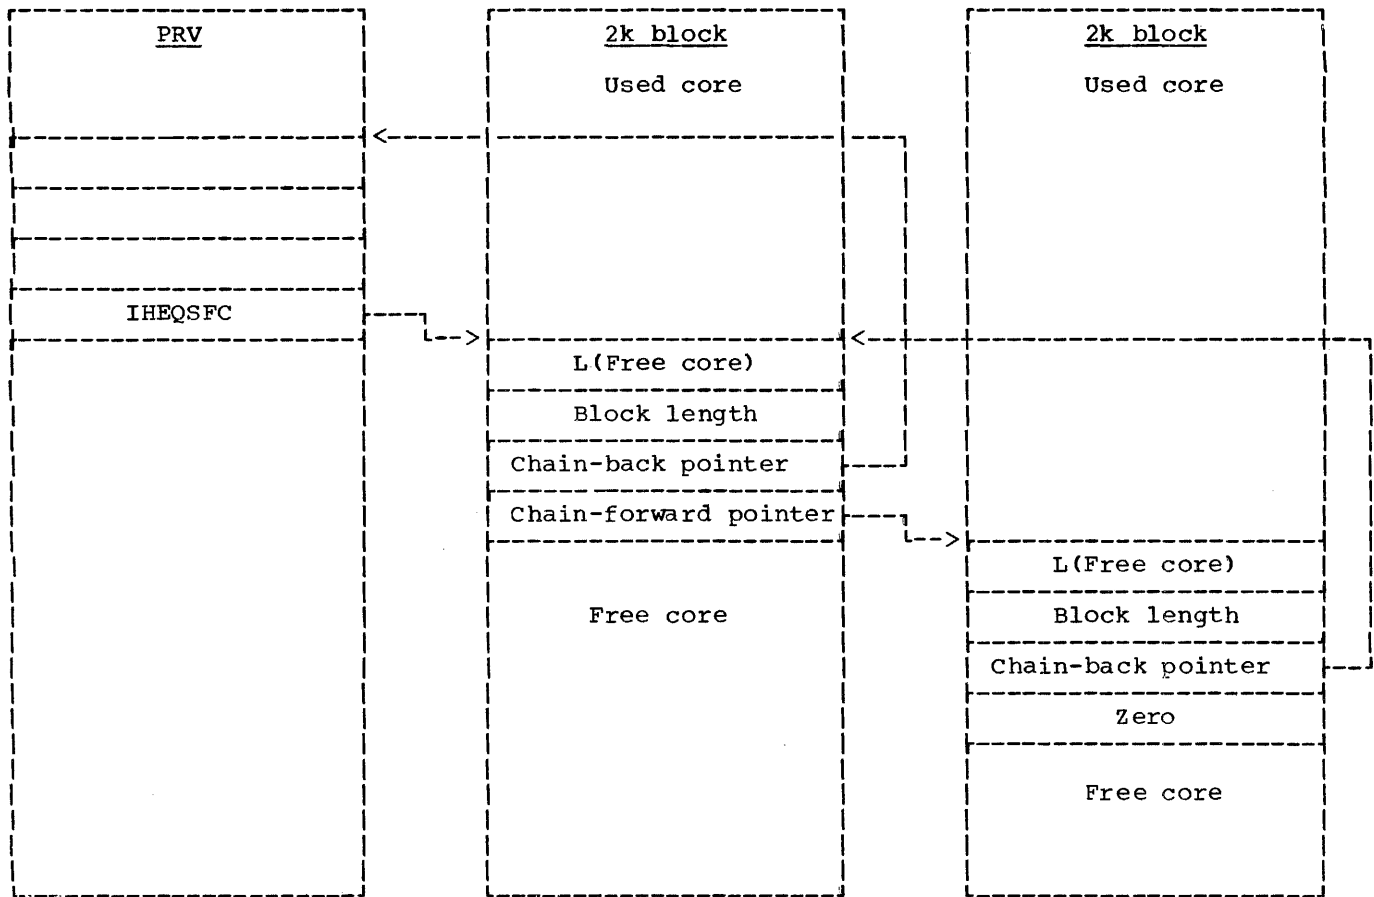 PRV
IHEQSFC
2k block
Used core
L(Free core)
Block length
Chain-back pointer
Chain-forward pointer
Free core
2k block
Used core
L(Free core)
Block length
Chain-back pointer
Zero
Free core